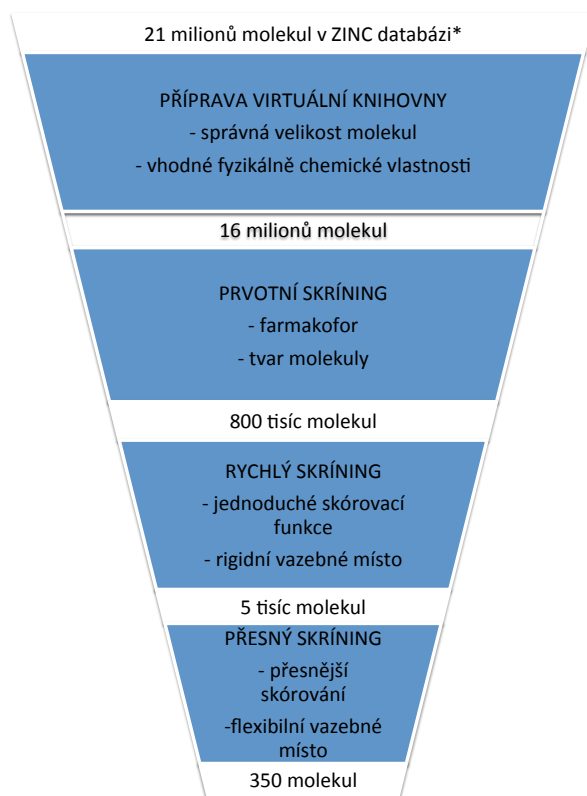 21 milionů molekul v ZINC databázi*
PŘÍPRAVA VIRTUÁLNÍ KNIHOVNY
- správná velikost molekul
- vhodné fyzikálně chemické vlastnosti
16 milionů molekul
PRVOTNÍ SKRÍNING
- farmakofor
- tvar molekuly
800 tisíc molekul
RYCHLÝ SKRÍNING
- jednoduché skórovací
funkce
- rigidní vazebné místo
5 tisíc molekul
PŘESNÝ SKRÍNING
- přesnější
skórování
-flexibilní vazebné
místo
350 molekul